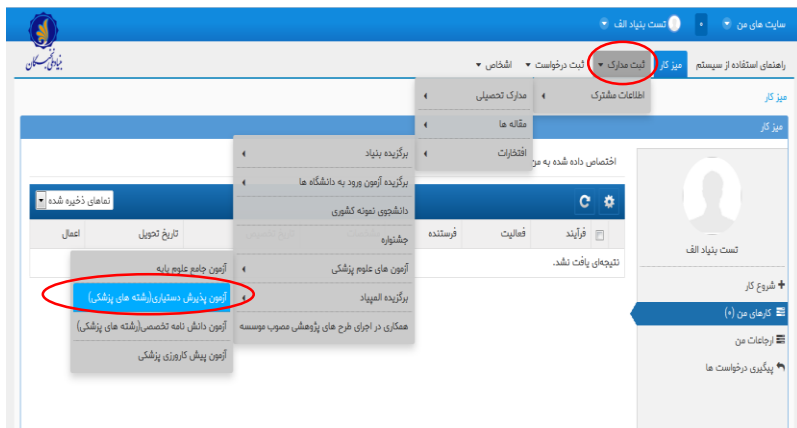 سایت های من
۰
تست بنیاد الف
راهنمای استفاده از سیستم
میز کار
ثبت مدارک
ثبت درخواست
اشخاص
بنیاد ملی نخبگان
میز کار
میز کار
اطلاعات مشترک
مدارک تحصیلی
مقاله ها
افتخارات
برگزیده بنیاد
برگزیده آزمون ورود به دانشگاه ها
دانشجوی نمونه کشوری
جشنواره
آزمون های علوم پزشکی
برگزیده المپیاد
همکاری در اجرای طرح های پژوهشی مصوب موسسه
آزمون جامع علوم پایه
آزمون پذیرش دستیاری(رشته های پزشکی)
آزمون دانش نامه تخصصی(رشته های پزشکی)
آزمون پیش کارورزی پزشکی
اختصاص داده شده به من
نماهای ذخیره شده
فرآیند
فعالیت
فرستنده
تاریخ تحویل
اعمال
نتیجه‌ای یافت نشد.
تست بنیاد الف
شروع کار
کارهای من (۰)
ارجاعات من
پیگیری درخواست ها